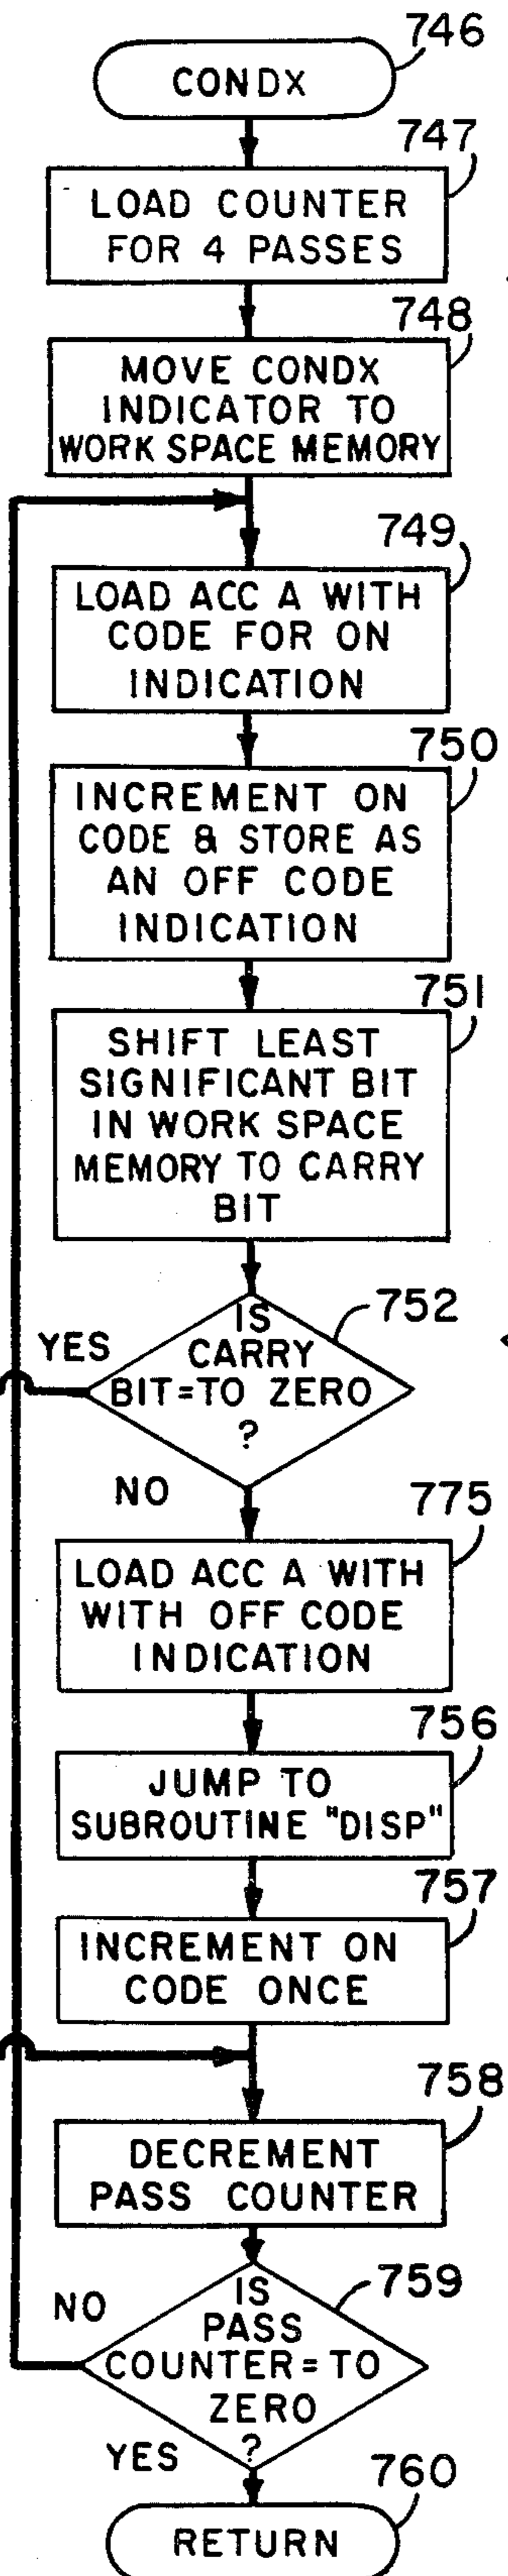 746
CONDX
747
LOAD COUNTER
FOR 4 PASSES
748
MOVE CONDX
INDICATOR TO
WORK SPACE MEMORY
749
LOAD ACC A WITH
CODE FOR ON
INDICATION
750
INCREMENT ON
CODE & STORE AS
AN OFF CODE
INDICATION
751
SHIFT LEAST
SIGNIFICANT BIT
IN WORK SPACE
MEMORY TO CARRY
BIT
752
IS
CARRY
BIT=TO ZERO
?
YES
NO
775
LOAD ACC A WITH
WITH OFF CODE
INDICATION
756
JUMP TO
SUBROUTINE "DISP"
757
INCREMENT ON
CODE ONCE
758
DECREMENT
PASS COUNTER
759
IS
PASS
COUNTER=TO
ZERO
?
NO
YES
760
RETURN